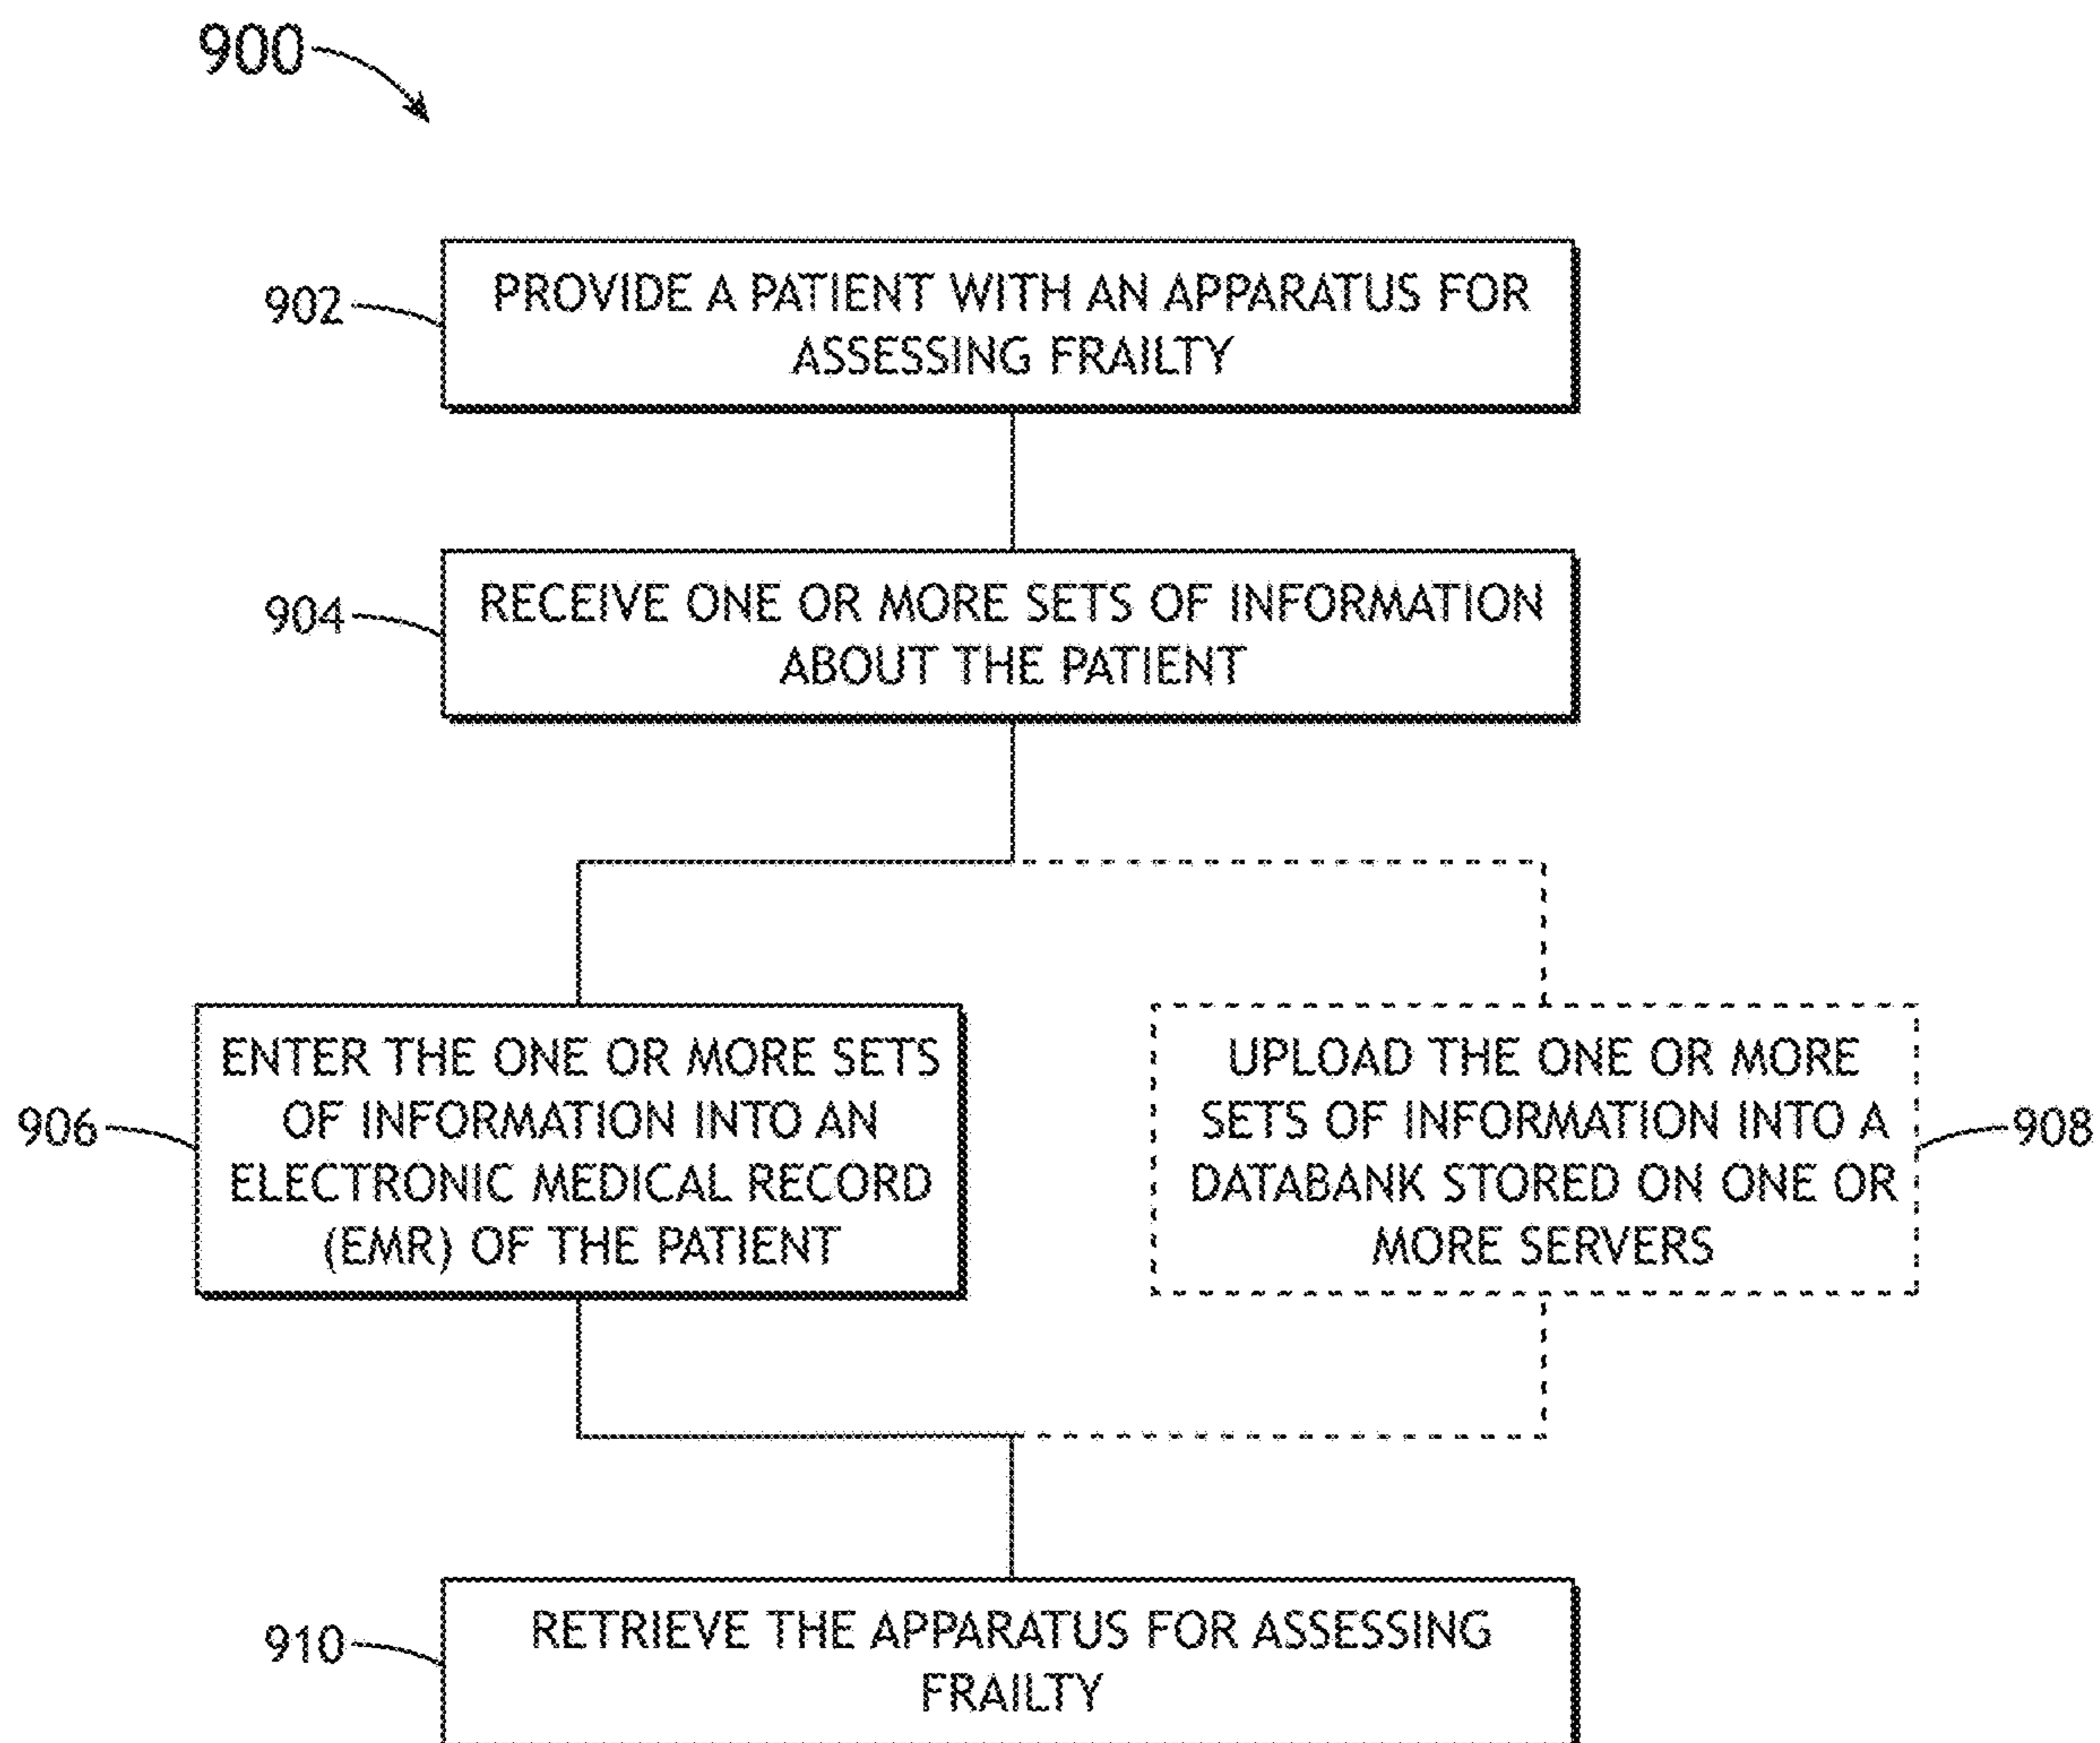 900
902
PROVIDE A PATIENT WITH AN APPARATUS FOR
ASSESSING FRAILTY
904
RECEIVE ONE OR MORE SETS OF INFORMATION
ABOUT THE PATIENT
906
ENTER THE ONE OR MORE SETS
OF INFORMATION INTO AN
ELECTRONIC MEDICAL RECORD
(EMR) OF THE PATIENT
UPLOAD THE ONE OR MORE
SETS OF INFORMATION INTO A
DATABANK STORED ON ONE OR
MORE SERVERS
908
910
RETRIEVE THE APPARATUS FOR ASSESSING
FRAILTY